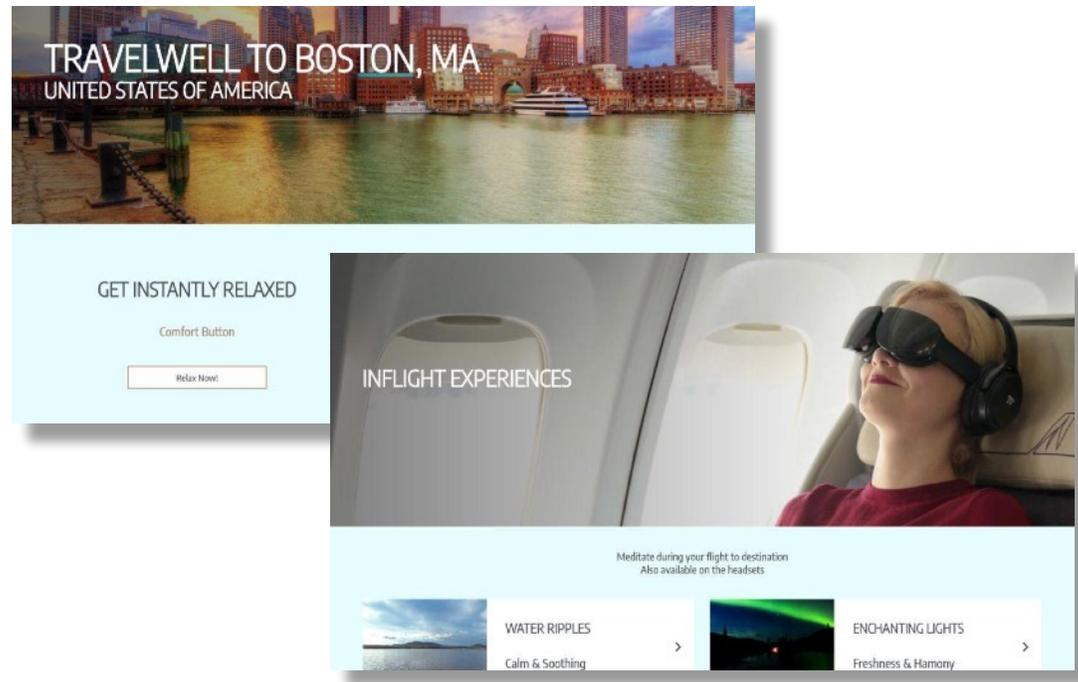 TRAVELWELL TO BOSTON, MA
UNITED STATES OF AMERICA
GET INSTANTLY RELAXED
Comfort Button
Relax Now!
INFLIGHT EXPERIENCES
Meditate during your flight to destination
Also available on the headsets
WATER RIPPLES
Calm & Soothing
ENCHANTING LIGHTS
Freshness & Hamony